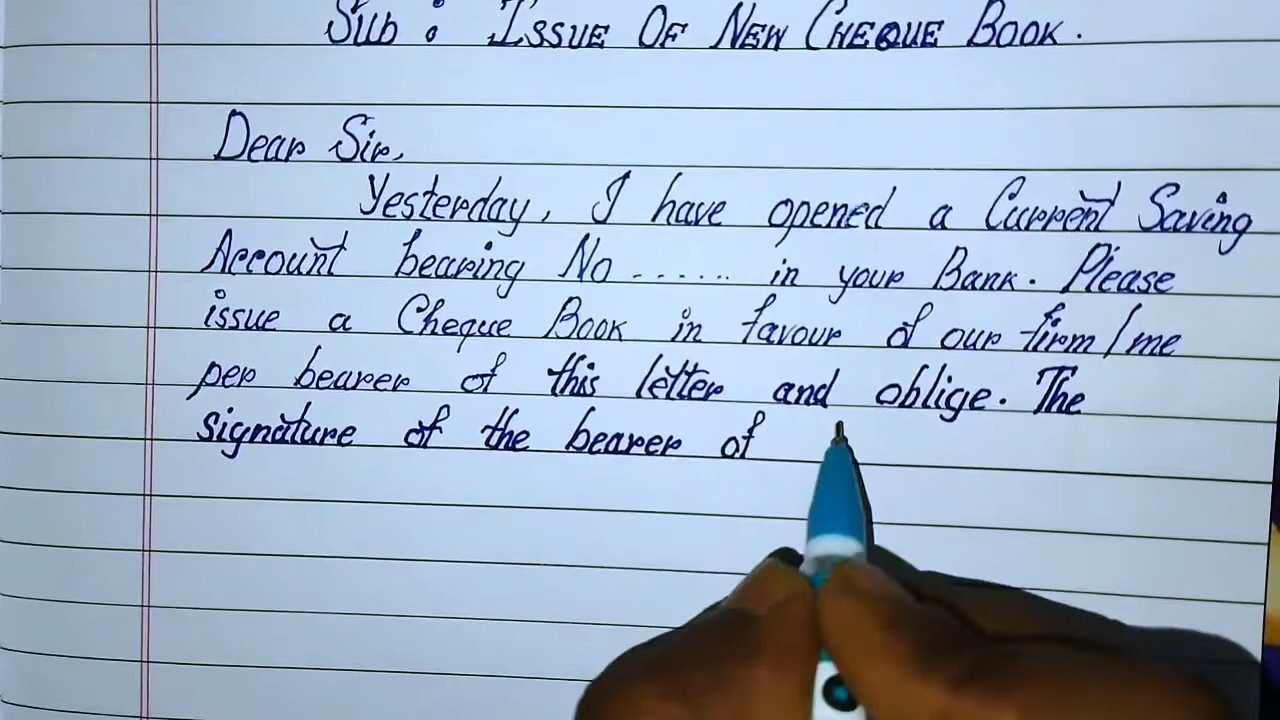 Sub : ISSUE OF NEW CHEQUE BOOK.
Dear Sir,
Yesterday, I have opened a Current Saving
Account bearing No ....... in your Bank. Please
issue a Cheque Book in favour of our firm/me
per bearer of this letter and oblige. The
signature of the bearer of